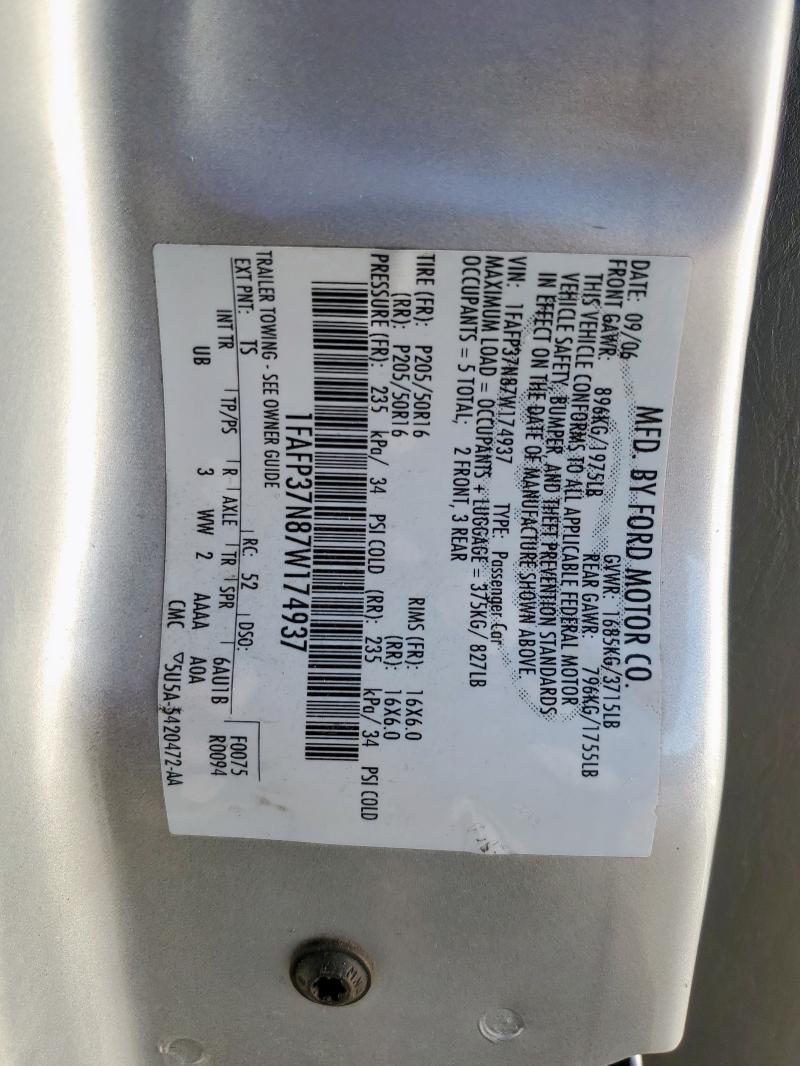 MFD. BY FORD MOTOR CO.
DATE: 09/06 GVWR: 1685KG/3715LB
FRONT GAWR: 896KG/1975LB REAR GAWR: 796KG/1755LB
THIS VEHICLE CONFORMS TO ALL APPLICABLE FEDERAL MOTOR
VEHICLE SAFETY, BUMPER, AND THEFT PREVENTION STANDARDS
IN EFFECT ON THE DATE OF MANUFACTURE SHOWN ABOVE
VIN: 1FAFP37N87W174937 TYPE: Passenger Car
MAXIMUM LOAD = OCCUPANTS + LUGGAGE = 375KG/ 827LB
OCCUPANTS = 5 TOTAL; 2 FRONT, 3 REAR
TIRE (FR): P205/50R16 RIMS (FR): 16X6.0
(RR): P205/50R16 (RR): 16X6.0
PRESSURE (FR): 235 kPa/ 34 PSI COLD (RR): 235 kPa/ 34 PSI COLD
1FAFP37N87W174937
TRAILER TOWING - SEE OWNER GUIDE
EXT PNT: TS RC: 52 DSO: F0075
INT TR TP/PS R AXLE TR SPR 6AU1B R0094
UB 3 WW 2 AAAA AOA
CMC ▽5U5A-5420472-AA